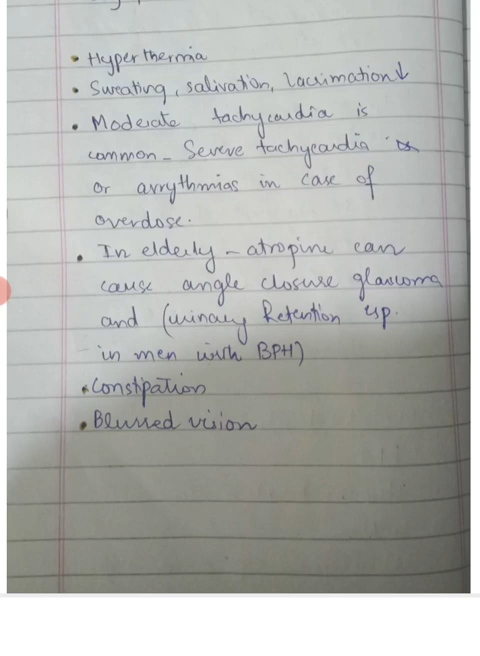 • Hyperthermia
• Sweating, salivation, lacrimation↓
• Moderate tachycardia is
common - Severe tachycardia
or arrythmias in case of
overdose.
• In elderly - atropine can
cause angle closure glaucoma
and (urinary Retention esp.
in men with BPH)
• Constipation
• Blurred vision